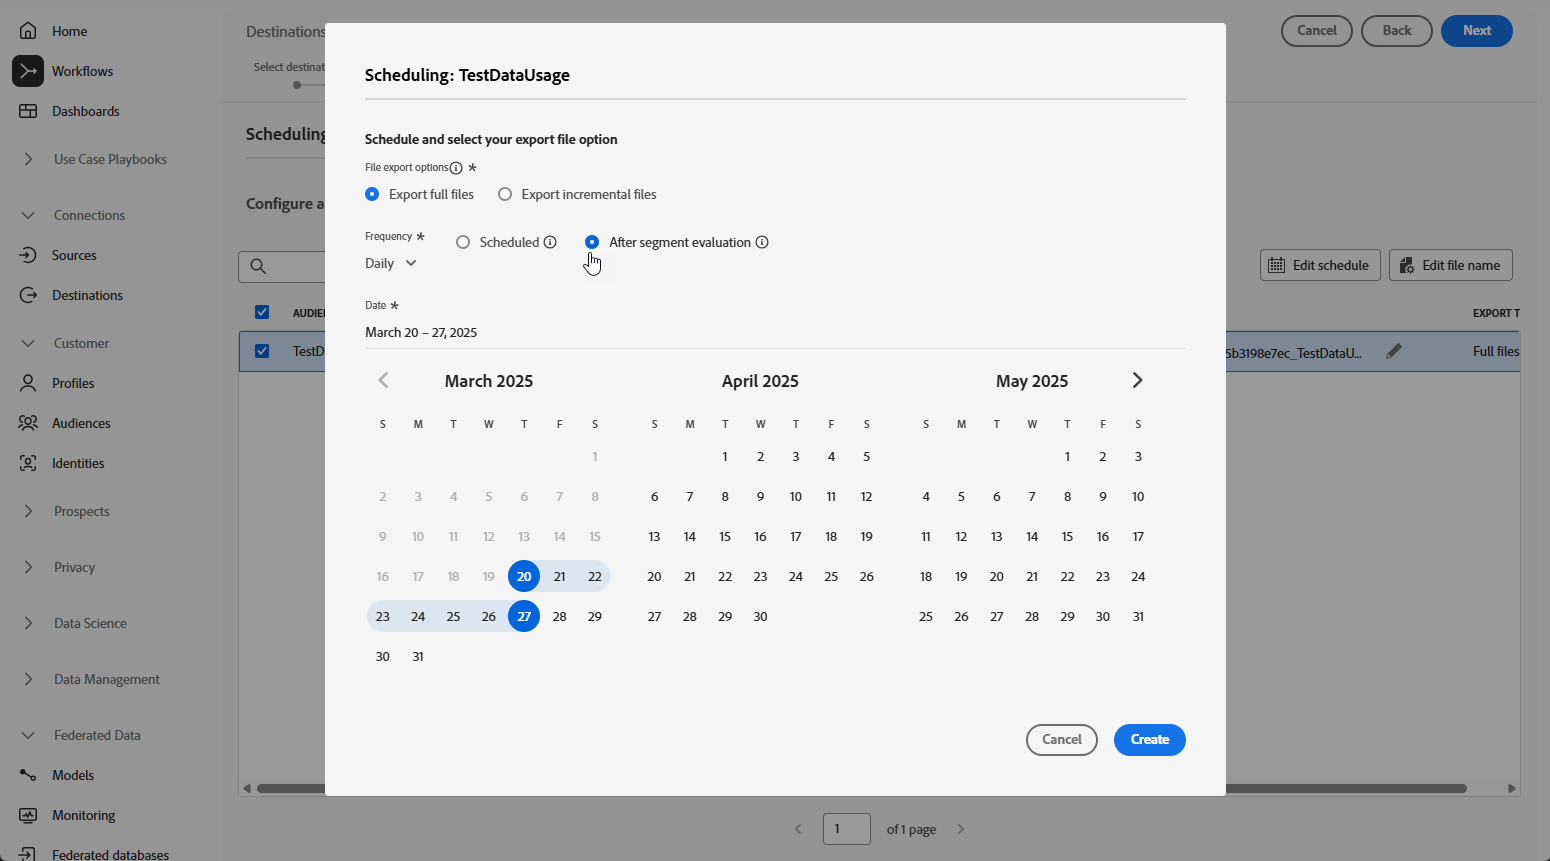 Home
Workflows
Dashboards
Use Case Playbooks
Connections
Sources
Destinations
Customer
Profiles
Audiences
Identities
Prospects
Privacy
Data Science
Data Management
Federated Data
Models
Monitoring
Federated databases
Destinations
Cancel
Back
Next
Select destinat
Scheduling
Configure a
Edit schedule
Edit file name
AUDIE
EXPORT T
TestD
5b3198e7ec_TestDataU...
Full files
Scheduling: TestDataUsage
Schedule and select your export file option
File export options *
Export full files
Export incremental files
Frequency *
Daily
Scheduled
After segment evaluation
Date *
March 20 – 27, 2025
March 2025
S M T W T F S
1
2 3 4 5 6 7 8
9 10 11 12 13 14 15
16 17 18 19 20 21 22
23 24 25 26 27 28 29
30 31
April 2025
S M T W T F S
1 2 3 4 5
6 7 8 9 10 11 12
13 14 15 16 17 18 19
20 21 22 23 24 25 26
27 28 29 30
May 2025
S M T W T F S
1 2 3
4 5 6 7 8 9 10
11 12 13 14 15 16 17
18 19 20 21 22 23 24
25 26 27 28 29 30 31
Cancel
Create
1 of 1 page